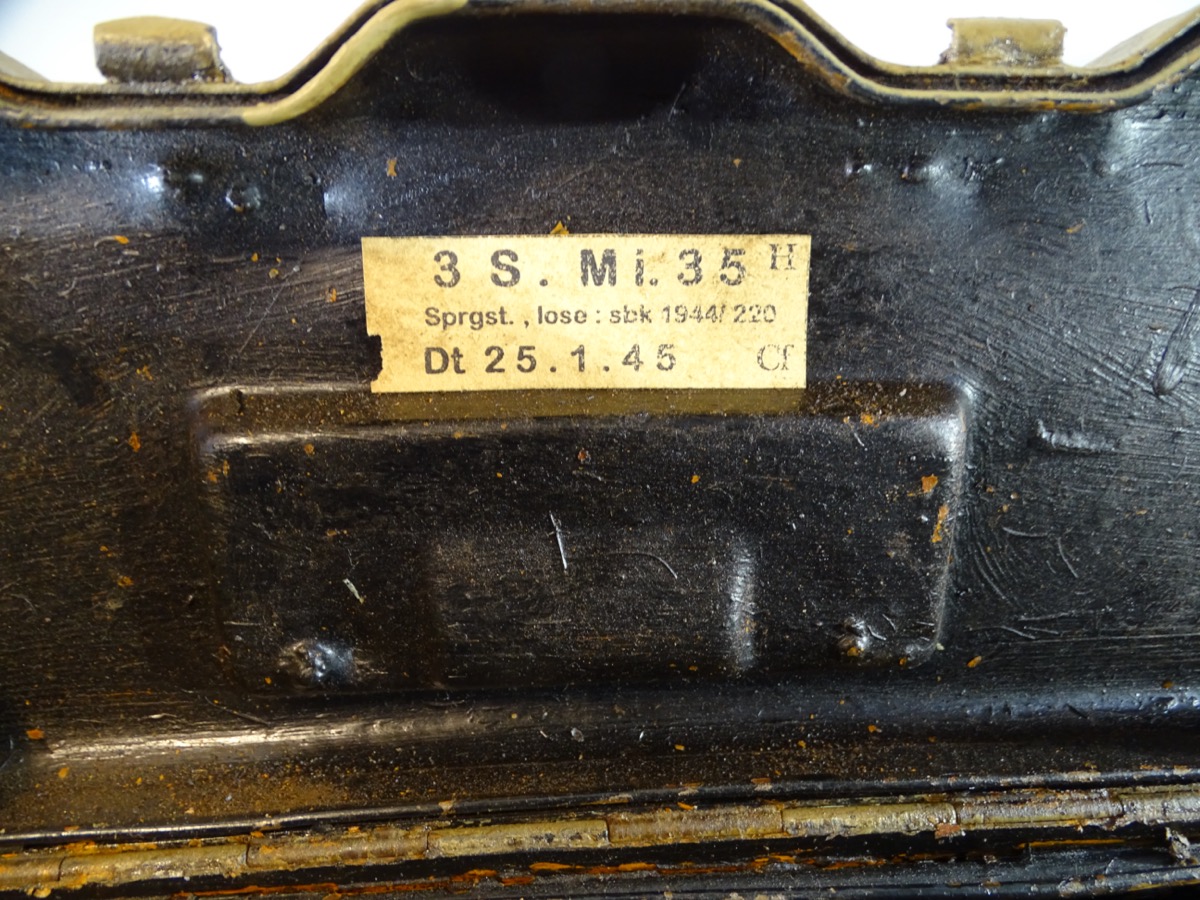 3 S. Mi. 35 H
Sprgst. , lose : sbk 1944/ 220
Dt 25.1.45 Cf